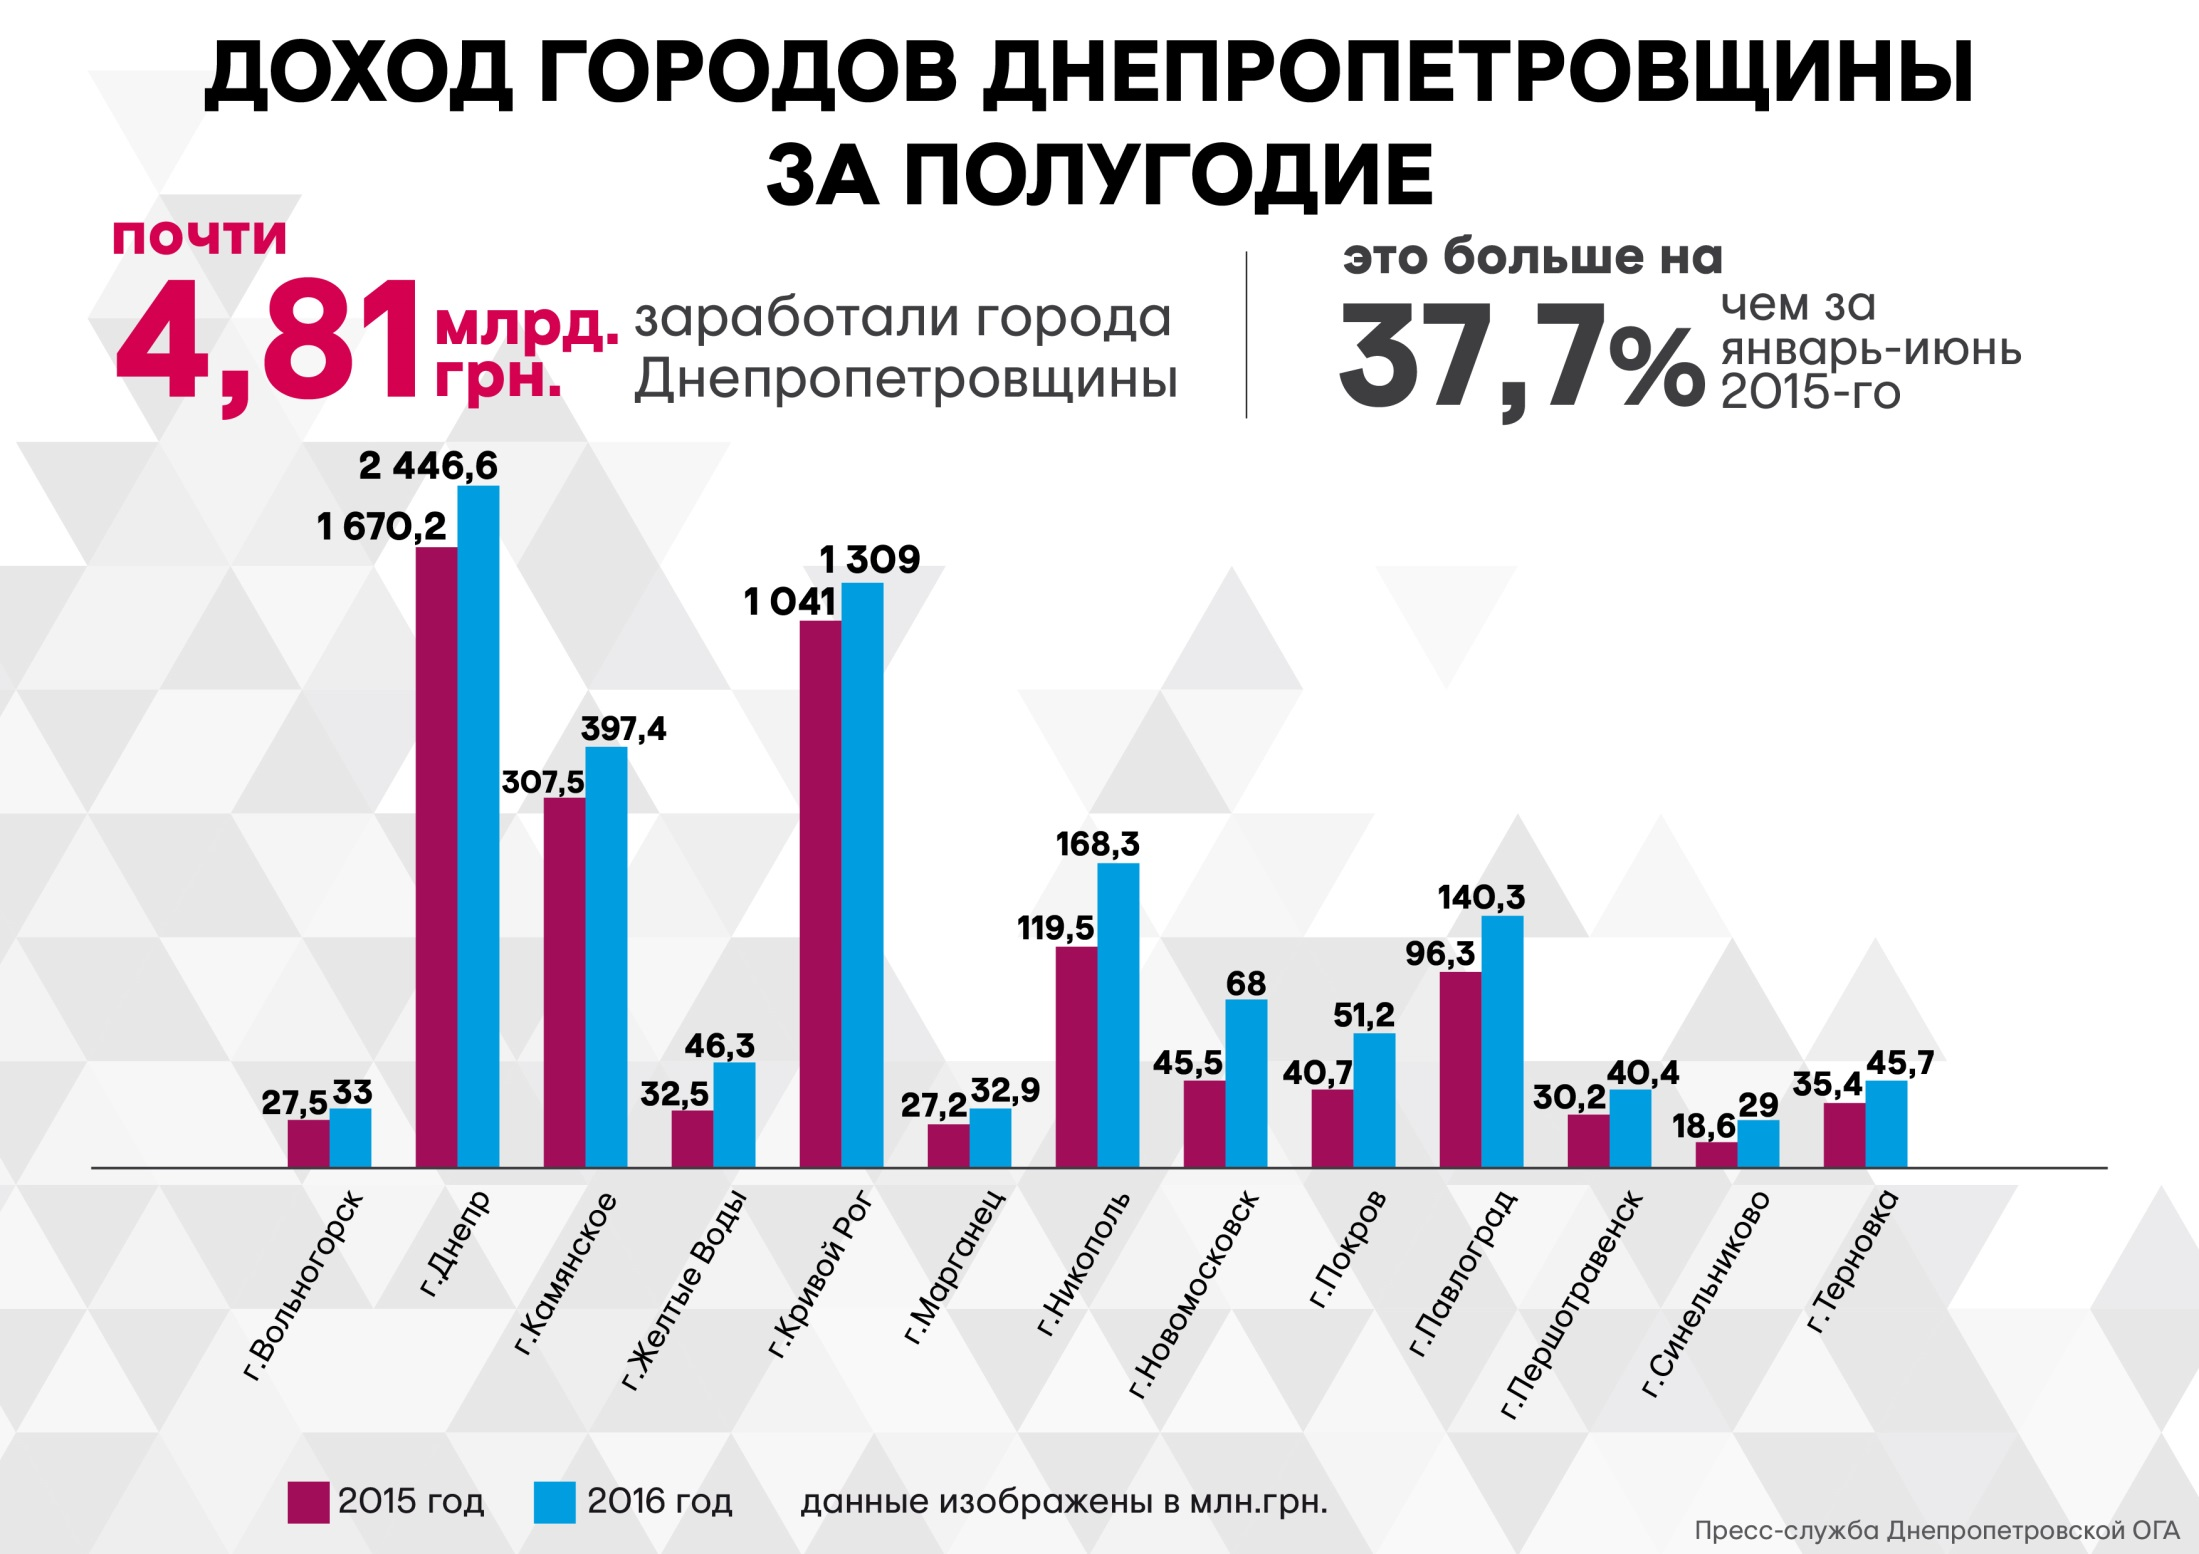 ДОХОД ГОРОДОВ ДНЕПРОПЕТРОВЩИНЫ
ЗА ПОЛУГОДИЕ
почти
4,81 млрд. грн.
заработали города
Днепропетровщины
это больше на
37,7%
чем за
январь-июнь
2015-го
2 446,6
1 670,2
1 309
1 041
397,4
307,5
168,3
140,3
119,5
96,3
68
51,2
46,3
45,5
40,7
32,5
27,5
33
27,2
32,9
30,2
40,4
18,6
29
35,4
45,7
г.Вольногорск
г.Днепр
г.Камянское
г.Желтые Воды
г.Кривой Рог
г.Марганец
г.Никополь
г.Новомосковск
г.Покров
г.Павлоград
г.Першотравенск
г.Синельниково
г.Терновка
2015 год
2016 год
данные изображены в млн.грн.
Пресс-служба Днепропетровской ОГА